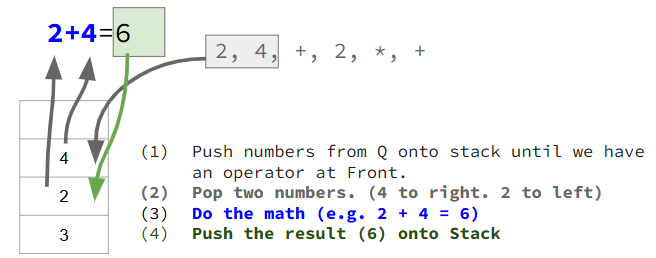 2+4=6
2, 4, +, 2, *, +
4
2
3
(1) Push numbers from Q onto stack until we have
an operator at Front.
(2) Pop two numbers. (4 to right. 2 to left)
(3) Do the math (e.g. 2 + 4 = 6)
(4) Push the result (6) onto Stack